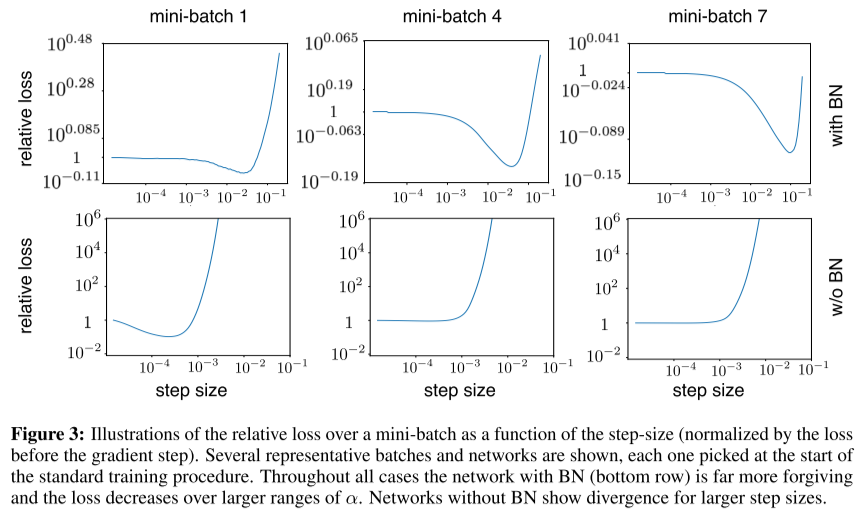 mini-batch 1 mini-batch 4 mini-batch 7
relative loss
10^0.48
10^0.28
10^0.085
1
10^-0.11
10^-4 10^-3 10^-2 10^-1
10^0.065
10^0.19
1
10^-0.063
10^-0.19
10^-4 10^-3 10^-2 10^-1
10^0.041
1
10^-0.024
10^-0.089
10^-0.15
10^-4 10^-3 10^-2 10^-1
with BN
relative loss
10^6
10^4
10^2
1
10^-2
10^-4 10^-3 10^-2 10^-1
step size
10^6
10^4
10^2
1
10^-2
10^-4 10^-3 10^-2 10^-1
step size
10^6
10^4
10^2
1
10^-2
10^-4 10^-3 10^-2 10^-1
step size
w/o BN
Figure 3: Illustrations of the relative loss over a mini-batch as a function of the step-size (normalized by the loss
before the gradient step). Several representative batches and networks are shown, each one picked at the start of
the standard training procedure. Throughout all cases the network with BN (bottom row) is far more forgiving
and the loss decreases over larger ranges of α. Networks without BN show divergence for larger step sizes.